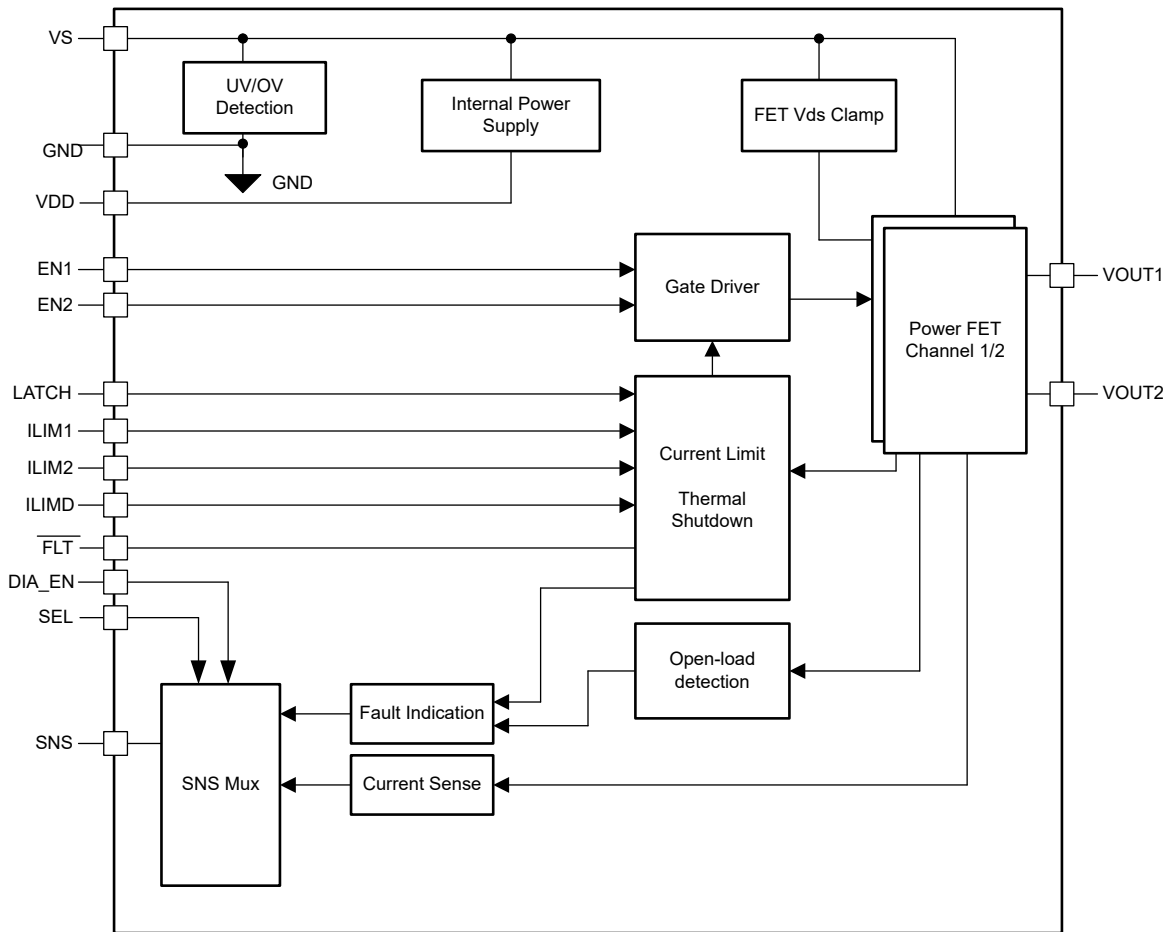 VS
UV/OV
Detection
Internal Power
Supply
FET Vds Clamp
GND
GND
VDD
EN1
EN2
Gate Driver
Power FET
Channel 1/2
VOUT1
VOUT2
LATCH
ILIM1
ILIM2
ILIMD
FLT
Current Limit
Thermal
Shutdown
DIA_EN
SEL
Open-load
detection
Fault Indication
SNS
SNS Mux
Current Sense